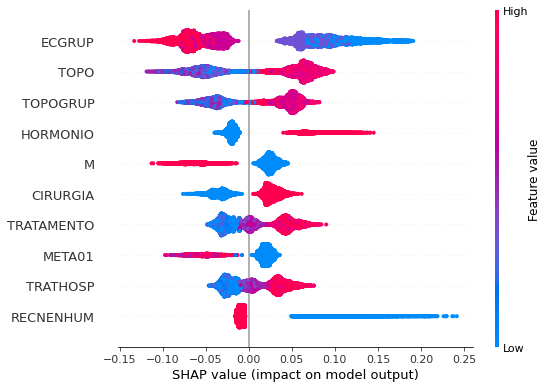 High
ECGRUP
TOPO
TOPOGRUP
HORMONIO
M
CIRURGIA
TRATAMENTO
META01
TRATHOSP
RECNENHUM
Feature value
Low
−0.15 −0.10 −0.05 0.00 0.05 0.10 0.15 0.20 0.25
SHAP value (impact on model output)